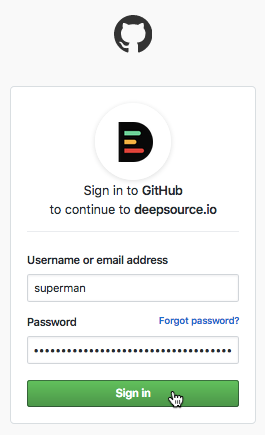 Sign in to GitHub
to continue to deepsource.io
Username or email address
superman
Password Forgot password?
••••••••••••••••••••••••••••••••••
Sign in